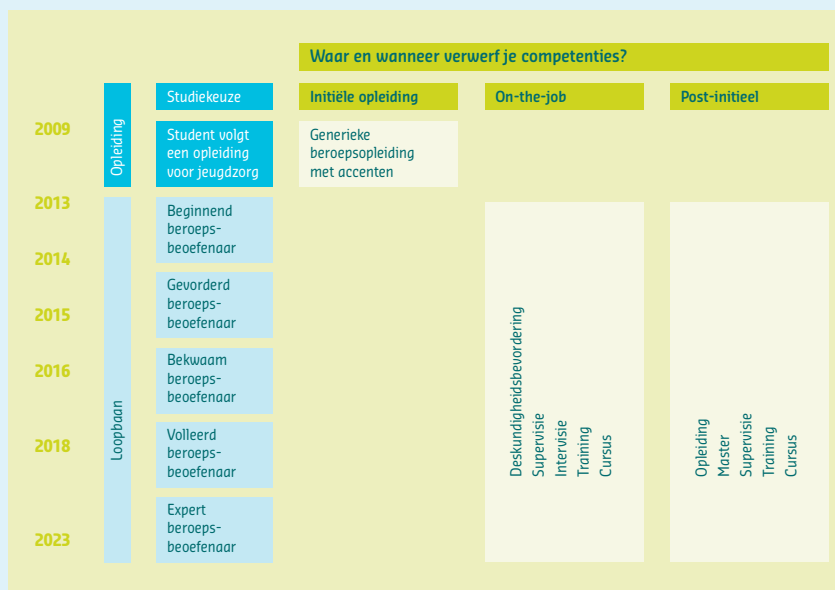 Waar en wanneer verwerf je competenties?
Studiekeuze
Initiële opleiding
On-the-job
Post-initieel
2009
Opleiding
Student volgt
een opleiding
voor jeugdzorg
Generieke
beroepsopleiding
met accenten
2013
Loopbaan
Beginnend
beroeps-
beoefenaar
2014
Gevorderd
beroeps-
beoefenaar
2015
Bekwaam
beroeps-
beoefenaar
2016
Volleerd
beroeps-
beoefenaar
2018
Expert
beroeps-
beoefenaar
2023
Deskundigheidsbevordering
Supervisie
Intervisie
Training
Cursus
Opleiding
Master
Supervisie
Training
Cursus